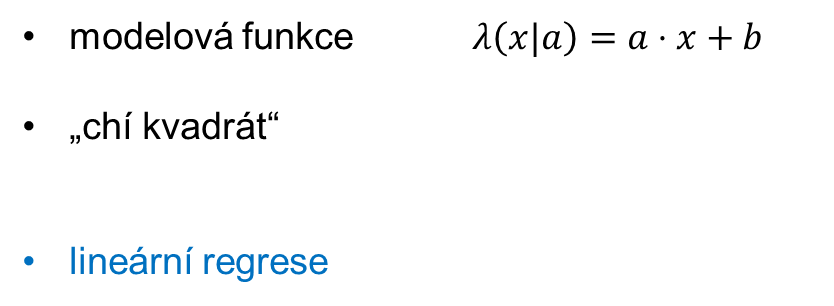 • modelová funkce λ(x|a) = a · x + b
• „chí kvadrát“
• lineární regrese